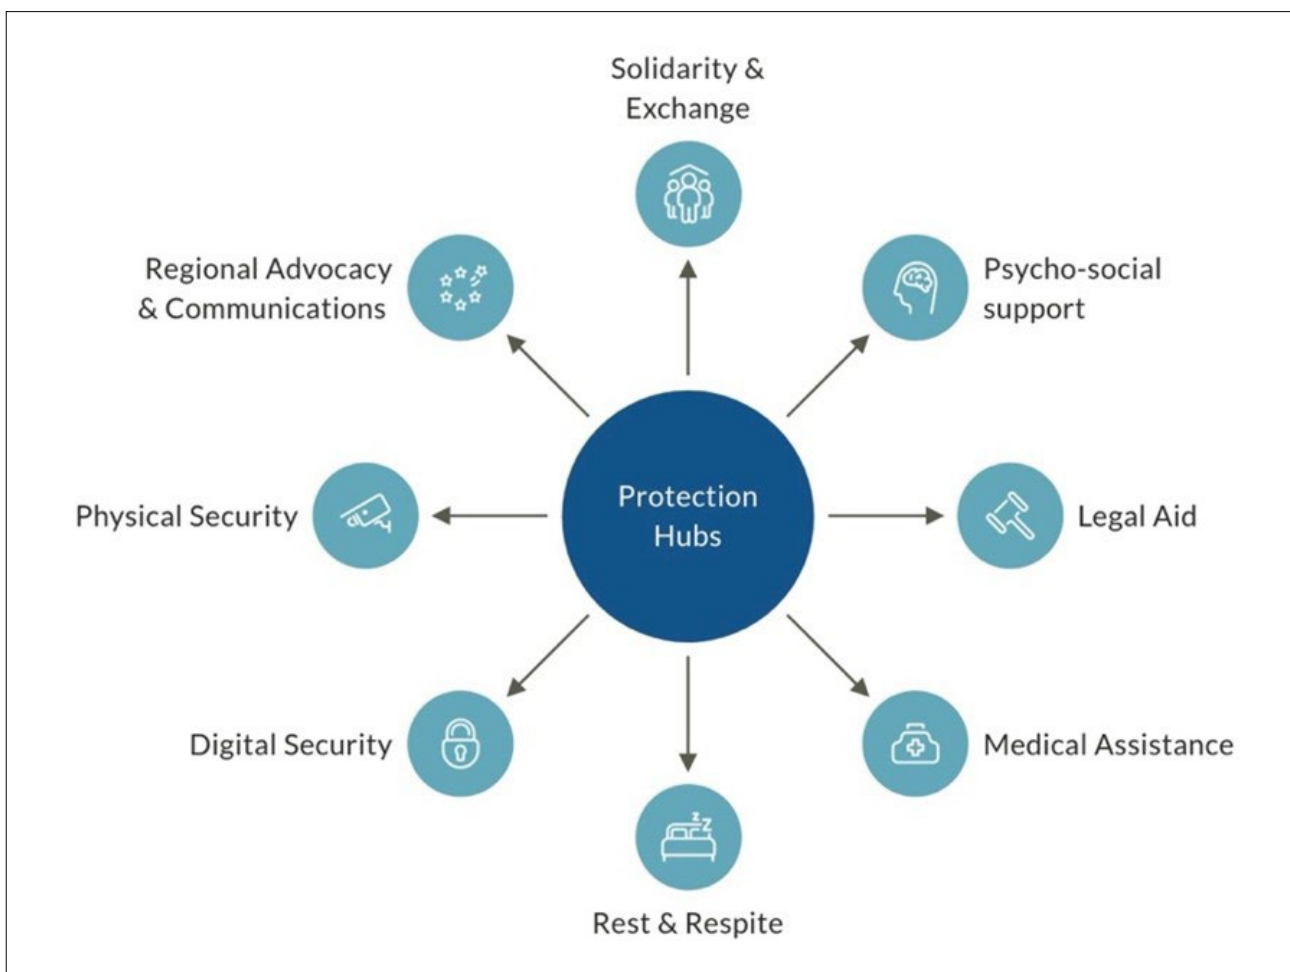 Solidarity &
Exchange
Regional Advocacy
& Communications
Psycho-social
support
Physical Security
Protection
Hubs
Legal Aid
Digital Security
Medical Assistance
zZ
Rest & Respite